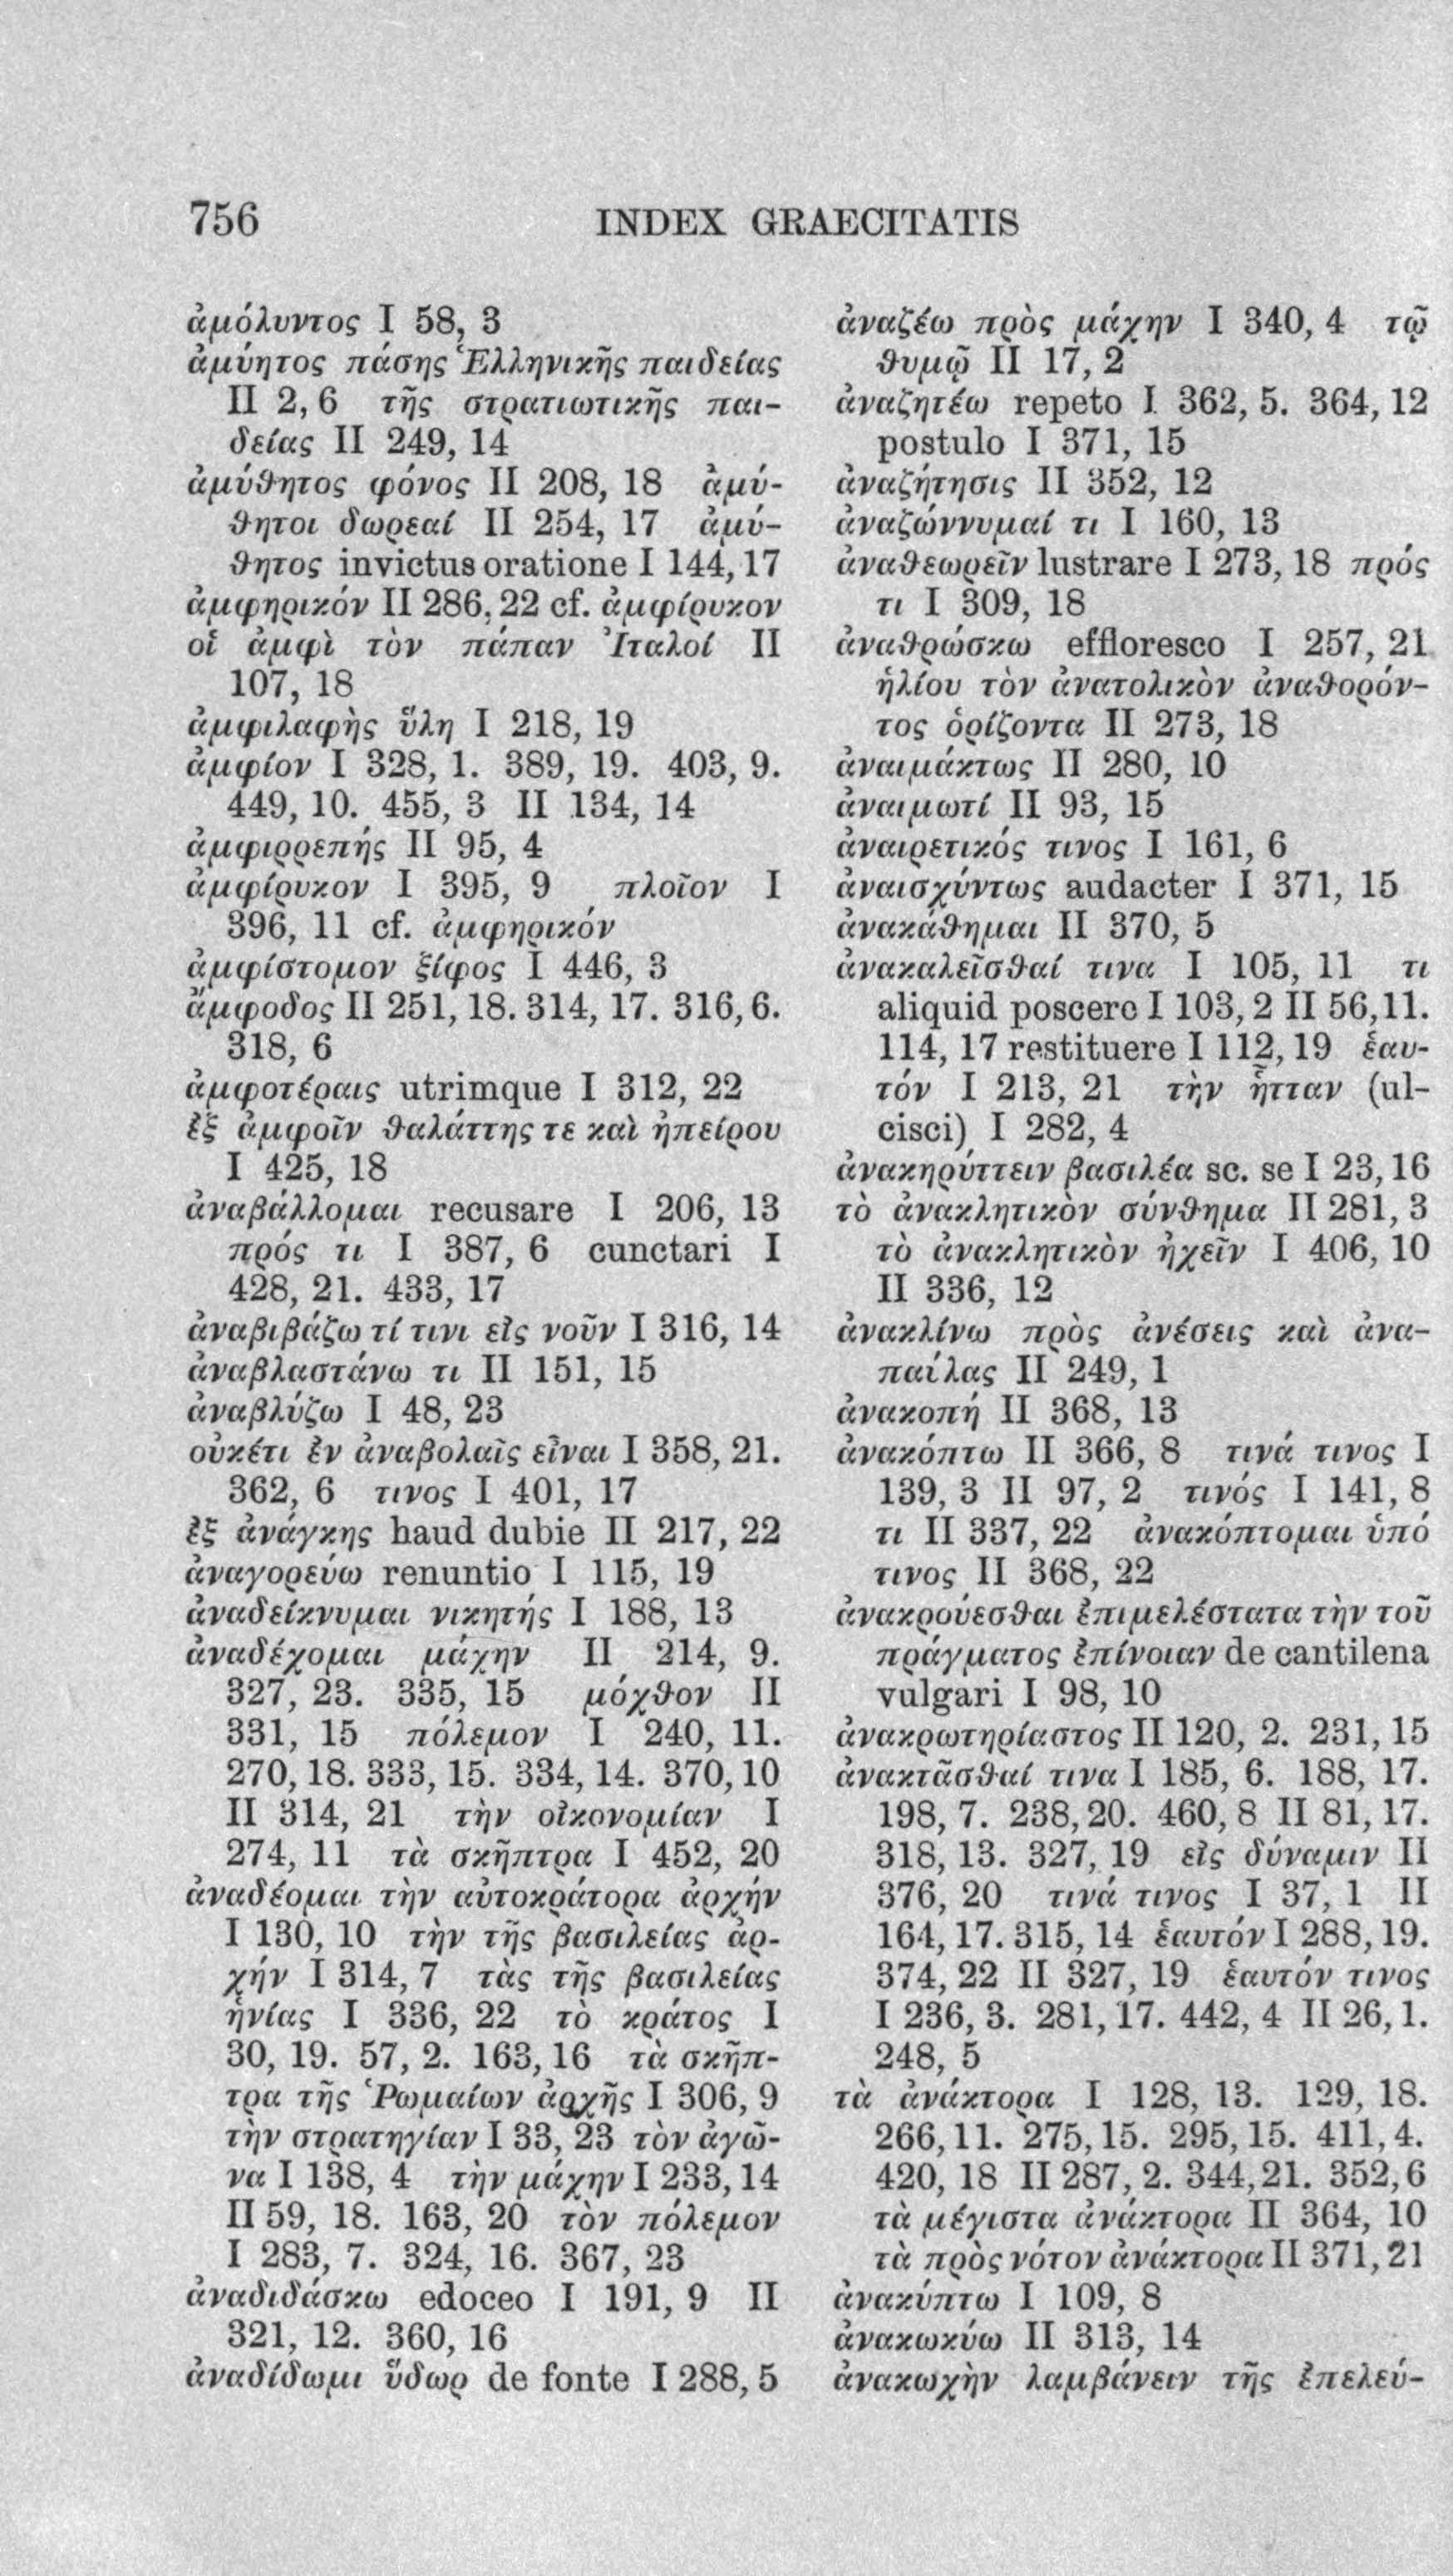 756
INDEX GRAECITATIS
ἀμόλυντος I 58, 3
ἀμύητος πάσης Ἑλληνικῆς παιδείας
II 2, 6 τῆς στρατιωτικῆς παι-
δείας II 249, 14
ἀμύθητος φόνος II 208, 18 ἀμύ-
θητοι δωρεαί II 254, 17 ἀμύ-
θητος invictus oratione I 144, 17
ἀμφηρικόν II 286, 22 cf. ἀμφίρυκον
οἱ ἀμφὶ τὸν πάπαν Ἰταλοί II
107, 18
ἀμφιλαφὴς ὕλη I 218, 19
ἀμφίον I 328, 1. 389, 19. 403, 9.
449, 10. 455, 3 II 134, 14
ἀμφιρρεπής II 95, 4
ἀμφίρυκον I 395, 9 πλοῖον I
396, 11 cf. ἀμφηρικόν
ἀμφίστομον ξίφος I 446, 3
ἄμφοδος II 251, 18. 314, 17. 316, 6.
318, 6
ἀμφοτέραις utrimque I 312, 22
ἐξ ἀμφοῖν θαλάττης τε καὶ ἠπείρου
I 425, 18
ἀναβάλλομαι recusare I 206, 13
πρός τι I 387, 6 cunctari I
428, 21. 433, 17
ἀναβιβάζω τί τινι εἰς νοῦν I 316, 14
ἀναβλαστάνω τι II 151, 15
ἀναβλύζω I 48, 23
οὐκέτι ἐν ἀναβολαῖς εἶναι I 358, 21.
362, 6 τινος I 401, 17
ἐξ ἀνάγκης haud dubie II 217, 22
ἀναγορεύω renuntio I 115, 19
ἀναδείκνυμαι νικητής I 188, 13
ἀναδέχομαι μάχην II 214, 9.
327, 23. 335, 15 μόχθον II
331, 15 πόλεμον I 240, 11.
270, 18. 333, 15. 334, 14. 370, 10
II 314, 21 τὴν οἰκονομίαν I
274, 11 τὰ σκῆπτρα I 452, 20
ἀναδέομαι τὴν αὐτοκράτορα ἀρχήν
I 130, 10 τὴν τῆς βασιλείας ἀρ-
χήν I 314, 7 τὰς τῆς βασιλείας
ἡνίας I 336, 22 τὸ κράτος I
30, 19. 57, 2. 163, 16 τὰ σκῆπ-
τρα τῆς Ῥωμαίων ἀρχῆς I 306, 9
τὴν στρατηγίαν I 33, 23 τὸν ἀγῶ-
να I 138, 4 τὴν μάχην I 233, 14
II 59, 18. 163, 20 τὸν πόλεμον
I 283, 7. 324, 16. 367, 23
ἀναδιδάσκω edoceo I 191, 9 II
321, 12. 360, 16
ἀναδίδωμι ὕδωρ de fonte I 288, 5
ἀναζέω πρὸς μάχην I 340, 4 τῷ
θυμῷ II 17, 2
ἀναζητέω repeto I 362, 5. 364, 12
postulo I 371, 15
ἀναζήτησις II 352, 12
ἀναζώννυμαί τι I 160, 13
ἀναθεωρεῖν lustrare I 273, 18 πρός
τι I 309, 18
ἀναθρώσκω effloresco I 257, 21
ἡλίου τὸν ἀνατολικὸν ἀναθορόν-
τος ὁρίζοντα II 273, 18
ἀναιμάκτως II 280, 10
ἀναιμωτί II 93, 15
ἀναιρετικός τινος I 161, 6
ἀναισχύντως audacter I 371, 15
ἀνακάθημαι II 370, 5
ἀνακαλεῖσθαί τινα I 105, 11 τι
aliquid poscere I 103, 2 II 56, 11.
114, 17 restituere I 112, 19 ἑαυ-
τόν I 213, 21 τὴν ἧτταν (ul-
cisci) I 282, 4
ἀνακηρύττειν βασιλέα sc. se I 23, 16
τὸ ἀνακλητικὸν σύνθημα II 281, 3
τὸ ἀνακλητικὸν ἠχεῖν I 406, 10
II 336, 12
ἀνακλίνω πρὸς ἀνέσεις καὶ ἀνα-
παύλας II 249, 1
ἀνακοπή II 368, 13
ἀνακόπτω II 366, 8 τινά τινος I
139, 3 II 97, 2 τινός I 141, 8
τι II 337, 22 ἀνακόπτομαι ὑπό
τινος II 368, 22
ἀνακρούεσθαι ἐπιμελέστατα τὴν τοῦ
πράγματος ἐπίνοιαν de cantilena
vulgari I 98, 10
ἀνακρωτηρίαστος II 120, 2. 231, 15
ἀνακτᾶσθαί τινα I 185, 6. 188, 17.
198, 7. 238, 20. 460, 8 II 81, 17.
318, 13. 327, 19 εἰς δύναμιν II
376, 20 τινά τινος I 37, 1 II
164, 17. 315, 14 ἑαυτόν I 288, 19.
374, 22 II 327, 19 ἑαυτόν τινος
I 236, 3. 281, 17. 442, 4 II 26, 1.
248, 5
τὰ ἀνάκτορα I 128, 13. 129, 18.
266, 11. 275, 15. 295, 15. 411, 4.
420, 18 II 287, 2. 344, 21. 352, 6
τὰ μέγιστα ἀνάκτορα II 364, 10
τὰ πρὸς νότον ἀνάκτορα II 371, 21
ἀνακύπτω I 109, 8
ἀνακωκύω II 313, 14
ἀνακωχὴν λαμβάνειν τῆς ἐπελεύ-